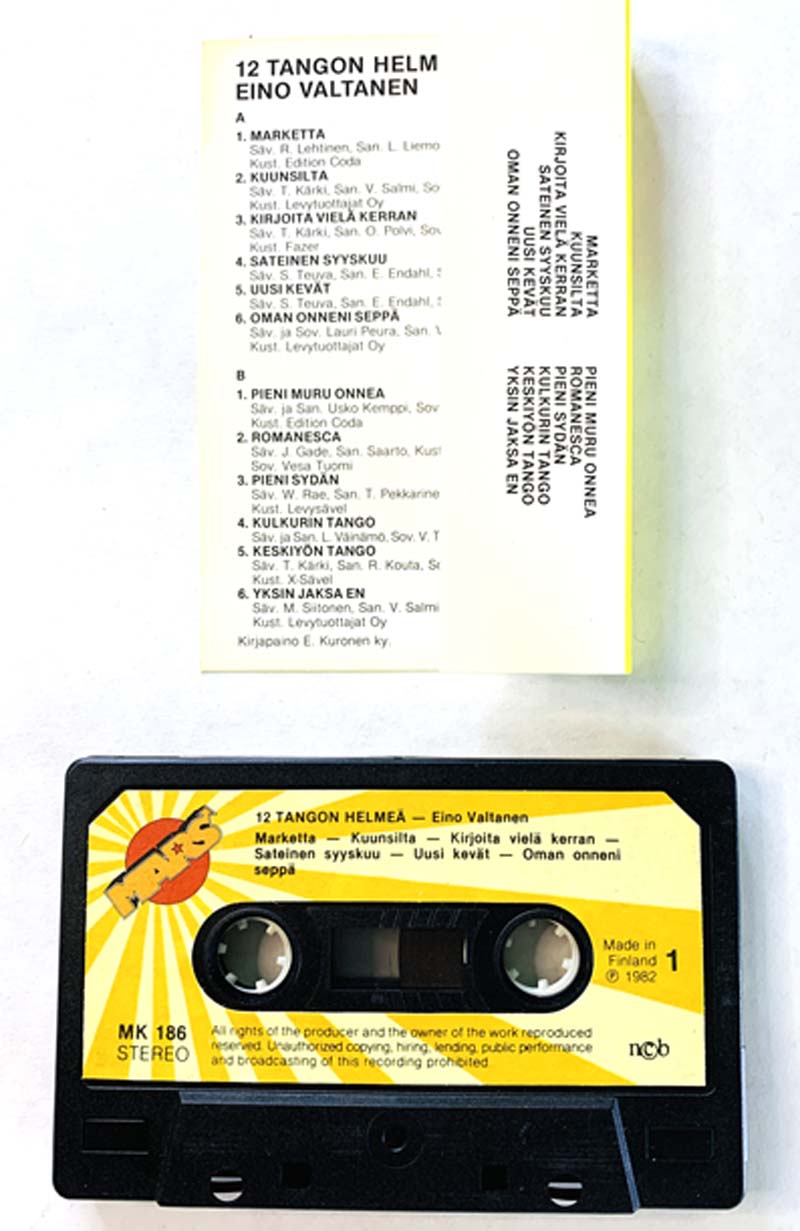 12 TANGON HELM
EINO VALTANEN
A
1. MARKETTA
Säv. R. Lehtinen, San. L. Liemo
Kust. Edition Coda
2. KUUNSILTA
Säv. T. Kärki, San. V. Salmi, So
Kust. Levytuottajat Oy
3. KIRJOITA VIELÄ KERRAN
Säv. T. Kärki, San. O. Polvi, Sov
Kust. Fazer
4. SATEINEN SYYSKUU
Säv. S. Teuva, San. E. Endahl,
5. UUSI KEVÄT
Säv. S. Teuva, San. E. Endahl,
6. OMAN ONNENI SEPPÄ
Säv. ja Sov. Lauri Peura, San.
Kust. Levytuottajat Oy
B
1. PIENI MURU ONNEA
Säv. ja San. Usko Kemppi, Sov
Kust. Edition Coda
2. ROMANESCA
Säv. J. Gade, San. Saarto, Kust
Sov. Vesa Tuomi
3. PIENI SYDÄN
Säv. W. Rae, San. T. Pekkarine
Kust. Levysävel
4. KULKURIN TANGO
Säv. ja San. L. Väinämö, Sov. V. T
5. KESKIYÖN TANGO
Säv. T. Kärki, San. R. Kouta, So
Kust. X-Sävel
6. YKSIN JAKSA EN
Säv. M. Siitonen, San. V. Salmi
Kust. Levytuottajat Oy
Kirjapaino E. Kuronen ky.
MARKETTA
KUUNSILTA
KIRJOITA VIELÄ KERRAN
SATEINEN SYYSKUU
UUSI KEVÄT
OMAN ONNENI SEPPÄ
PIENI MURU ONNEA
ROMANESCA
PIENI SYDÄN
KULKURIN TANGO
KESKIYÖN TANGO
YKSIN JAKSA EN
MARS
12 TANGON HELMEÄ — Eino Valtanen
Marketta — Kuunsilta — Kirjoita vielä kerran —
Sateinen syyskuu — Uusi kevät — Oman onneni
seppä
Made in
Finland 1
Ⓟ 1982
MK 186
STEREO
All rights of the producer and the owner of the work reproduced
reserved. Unauthorized copying, hiring, lending, public performance
and broadcasting of this recording prohibited.
n©b